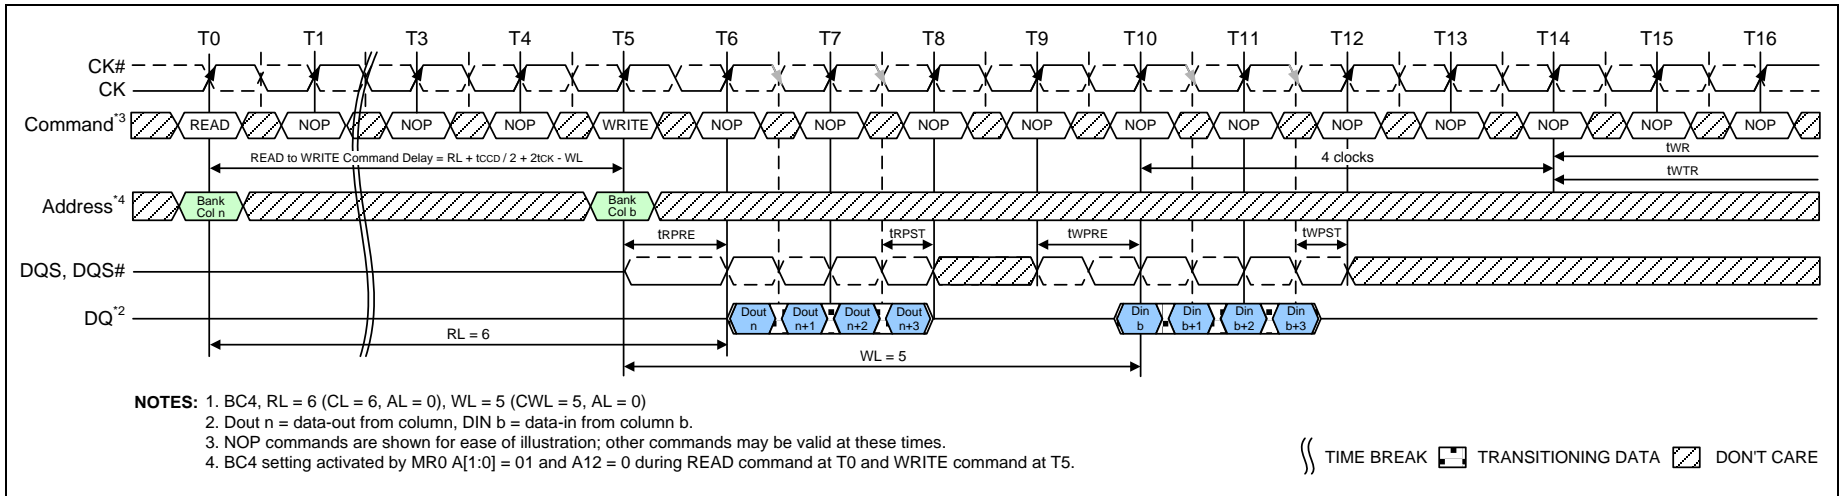 T0 T1 T3 T4 T5 T6 T7 T8 T9 T10 T11 T12 T13 T14 T15 T16
CK#
CK
Command*3 READ NOP NOP NOP WRITE NOP NOP NOP NOP NOP NOP NOP NOP NOP NOP NOP
READ to WRITE Command Delay = RL + tCCD / 2 + 2tCK - WL 4 clocks tWR
tWTR
Address*4 Bank Col n Bank Col b
tRPRE tRPST tWPRE tWPST
DQS, DQS#
DQ*2 Dout n Dout n+1 Dout n+2 Dout n+3 Din b Din b+1 Din b+2 Din b+3
RL = 6
WL = 5
NOTES: 1. BC4, RL = 6 (CL = 6, AL = 0), WL = 5 (CWL = 5, AL = 0)
2. Dout n = data-out from column, DIN b = data-in from column b.
3. NOP commands are shown for ease of illustration; other commands may be valid at these times.
4. BC4 setting activated by MR0 A[1:0] = 01 and A12 = 0 during READ command at T0 and WRITE command at T5.
TIME BREAK TRANSITIONING DATA DON'T CARE